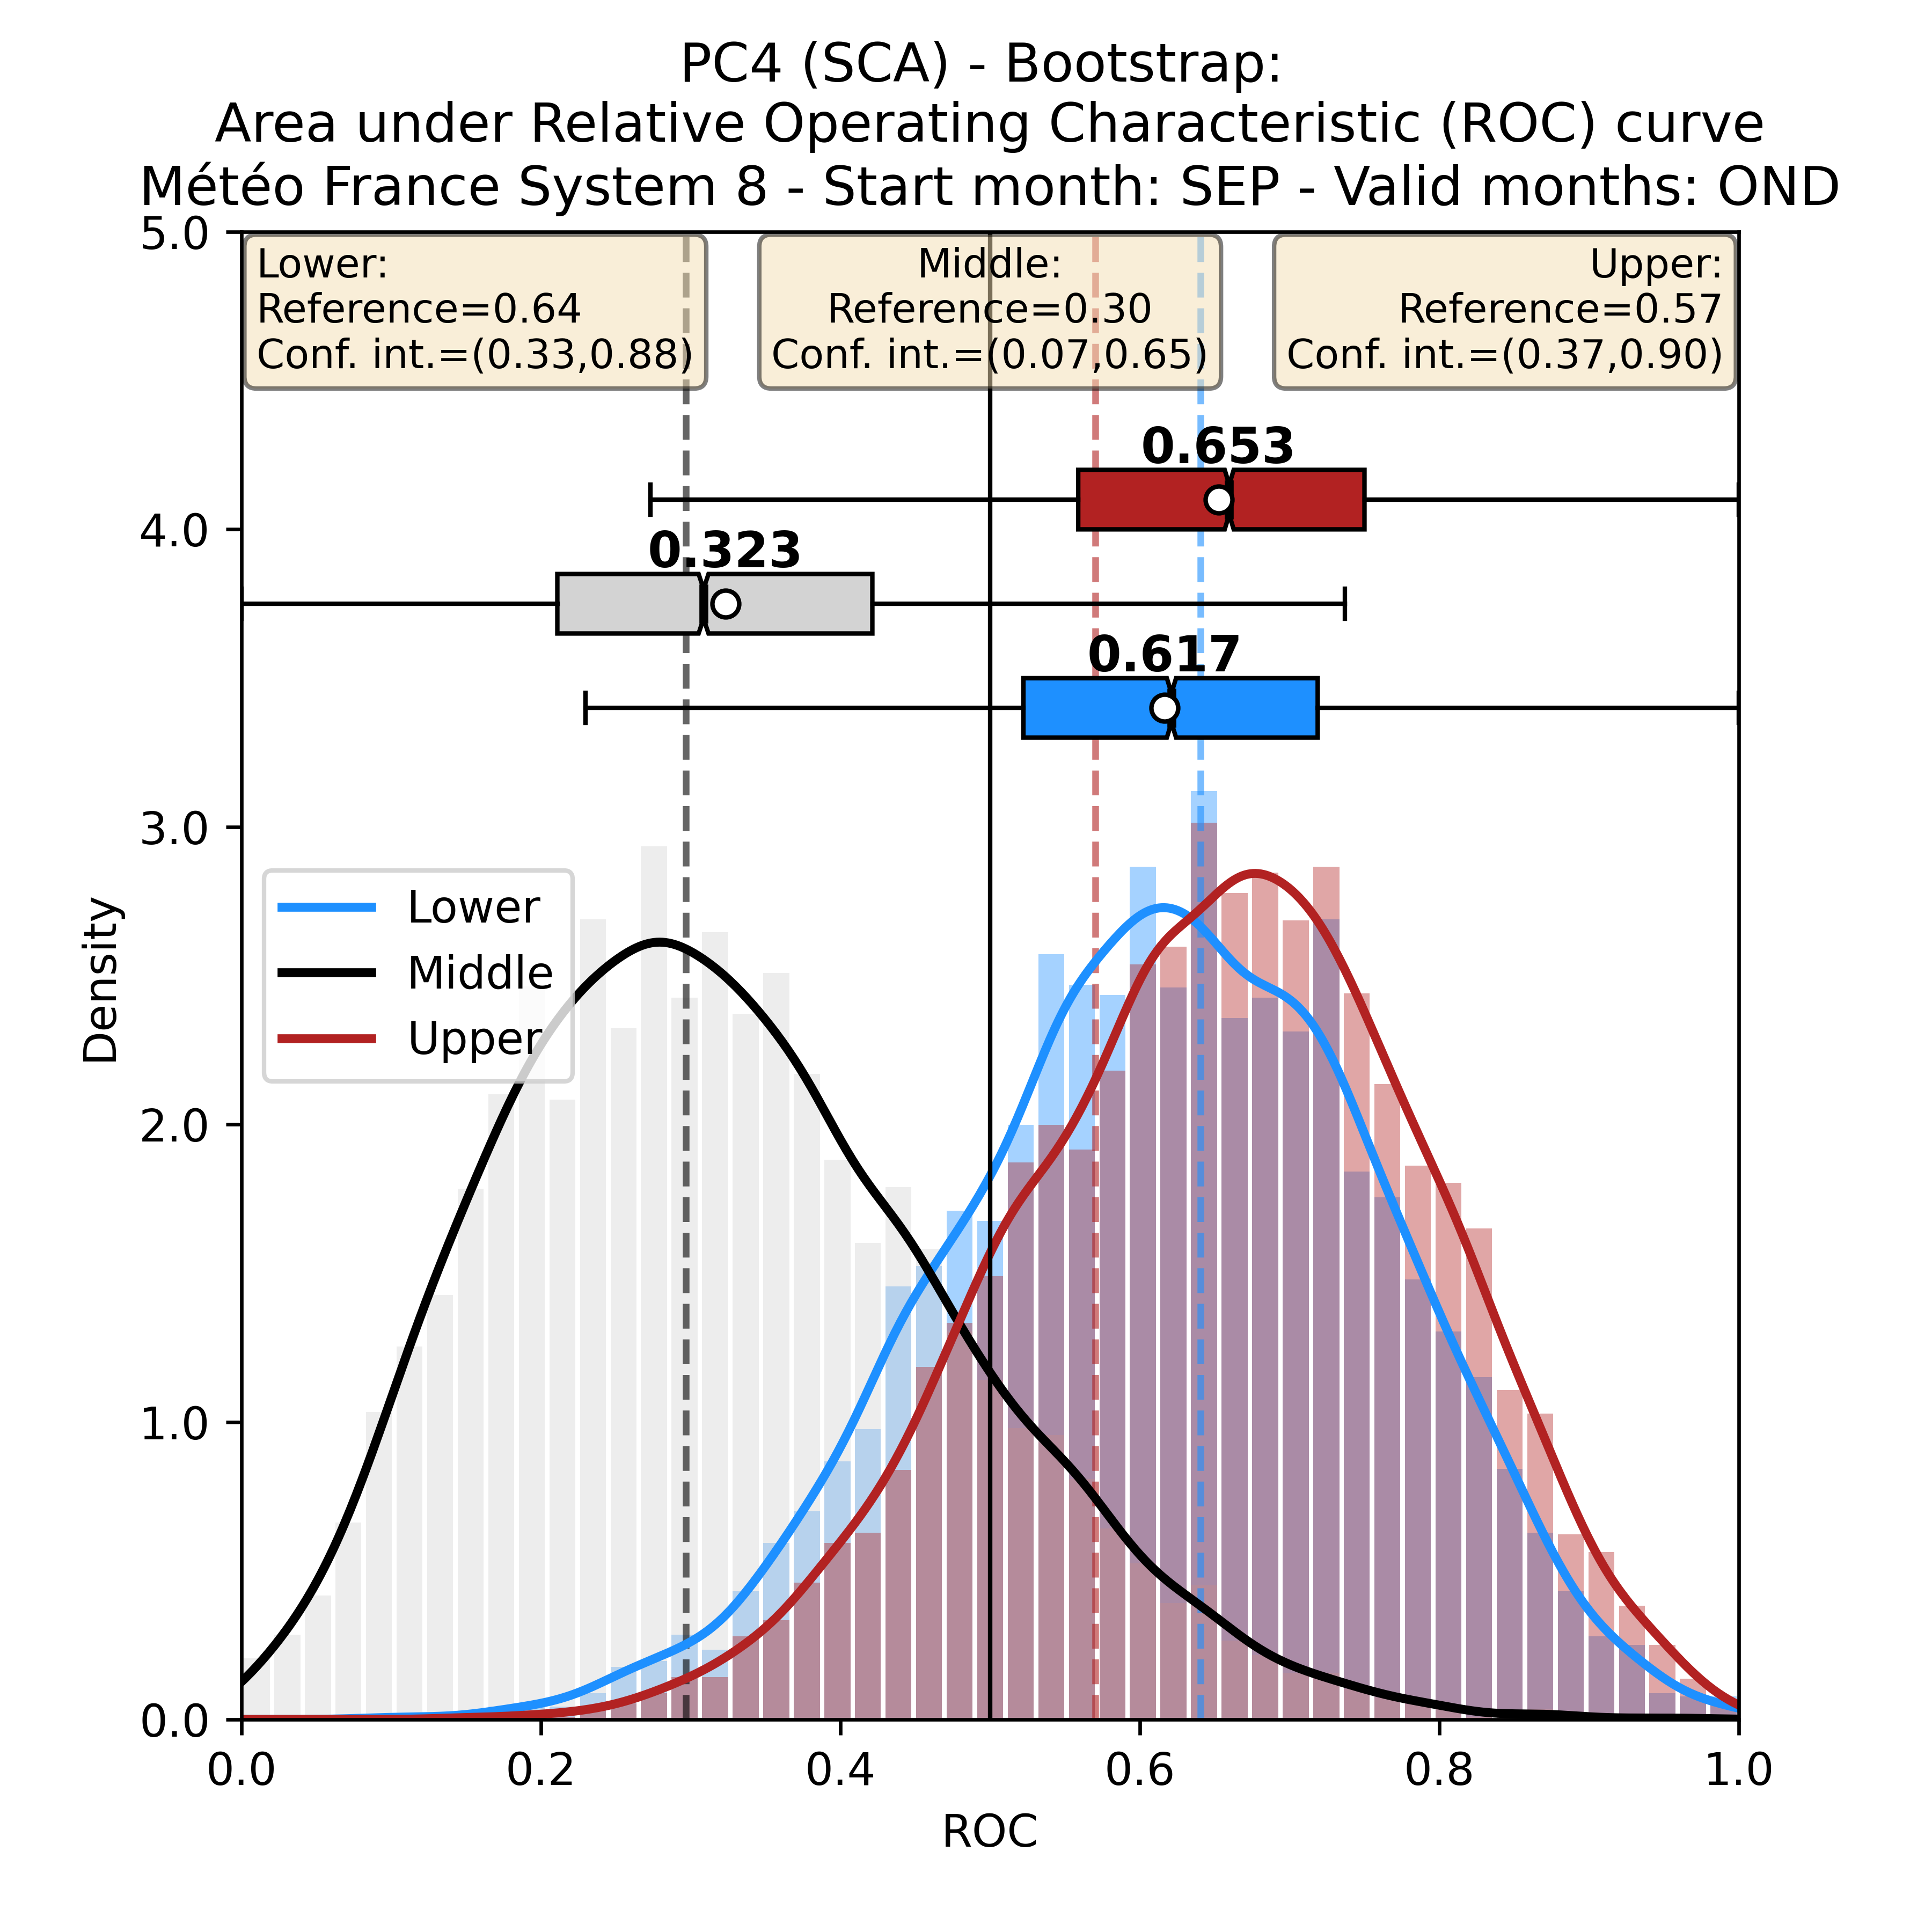 PC4 (SCA) - Bootstrap:
Area under Relative Operating Characteristic (ROC) curve
Météo France System 8 - Start month: SEP - Valid months: OND
Lower:
Reference=0.64
Conf. int.=(0.33,0.88)
Middle:
Reference=0.30
Conf. int.=(0.07,0.65)
Upper:
Reference=0.57
Conf. int.=(0.37,0.90)
0.653
0.323
0.617
Lower
Middle
Upper
Density
5.0
4.0
3.0
2.0
1.0
0.0
0.0 0.2 0.4 0.6 0.8 1.0
ROC